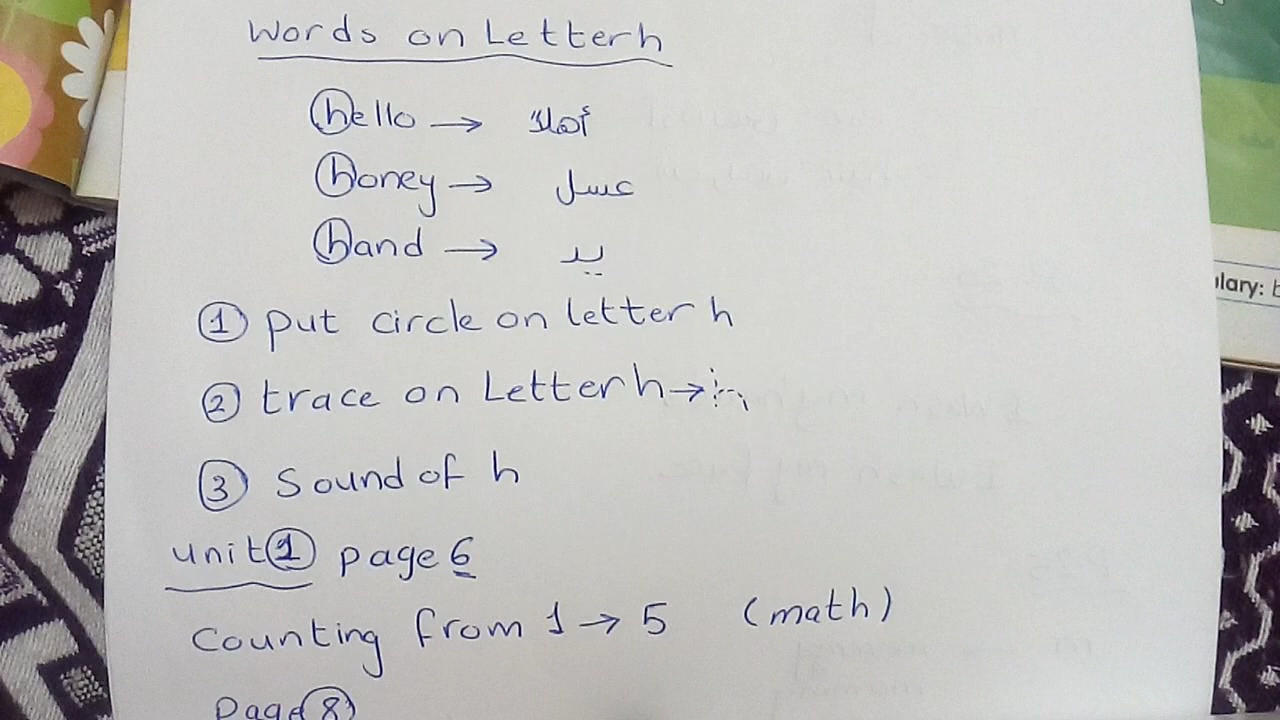 Words on Letter h
hello → أهلاً
honey → عسل
hand → يد
① put circle on letter h
② trace on Letter h →
③ Sound of h
unit ① page 6
Counting from 1 → 5 (math)
page ⑧
lary: b